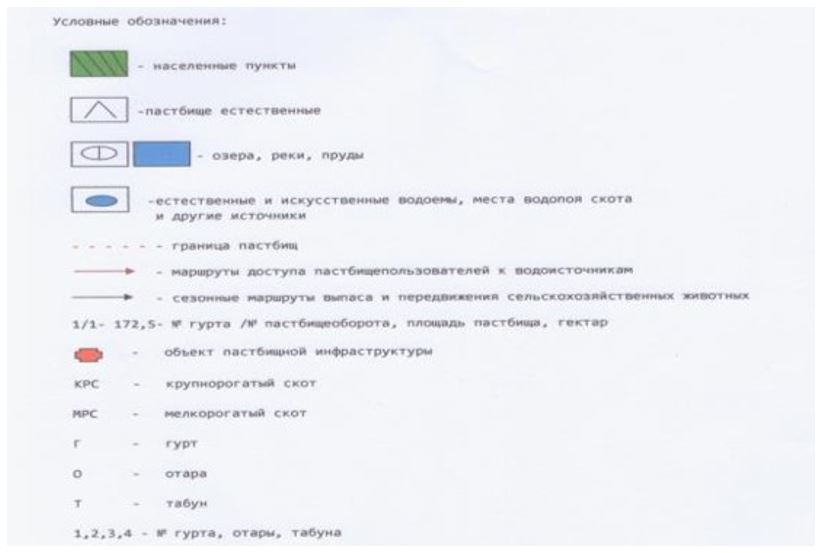 Условные обозначения:
- населенные пункты
-пастбище естественные
- озера, реки, пруды
-естественные и искусственные водоемы, места водопоя скота
и другие источники
- граница пастбищ
- маршруты доступа пастбищепользователей к водоисточникам
- сезонные маршруты выпаса и передвижения сельскохозяйственных животных
1/1- 172,5- № гурта /№ пастбищеоборота, площадь пастбища, гектар
- объект пастбищной инфраструктуры
КРС - крупнорогатый скот
МРС - мелкорогатый скот
Г - гурт
О - отара
Т - табун
1,2,3,4 - № гурта, отары, табуна